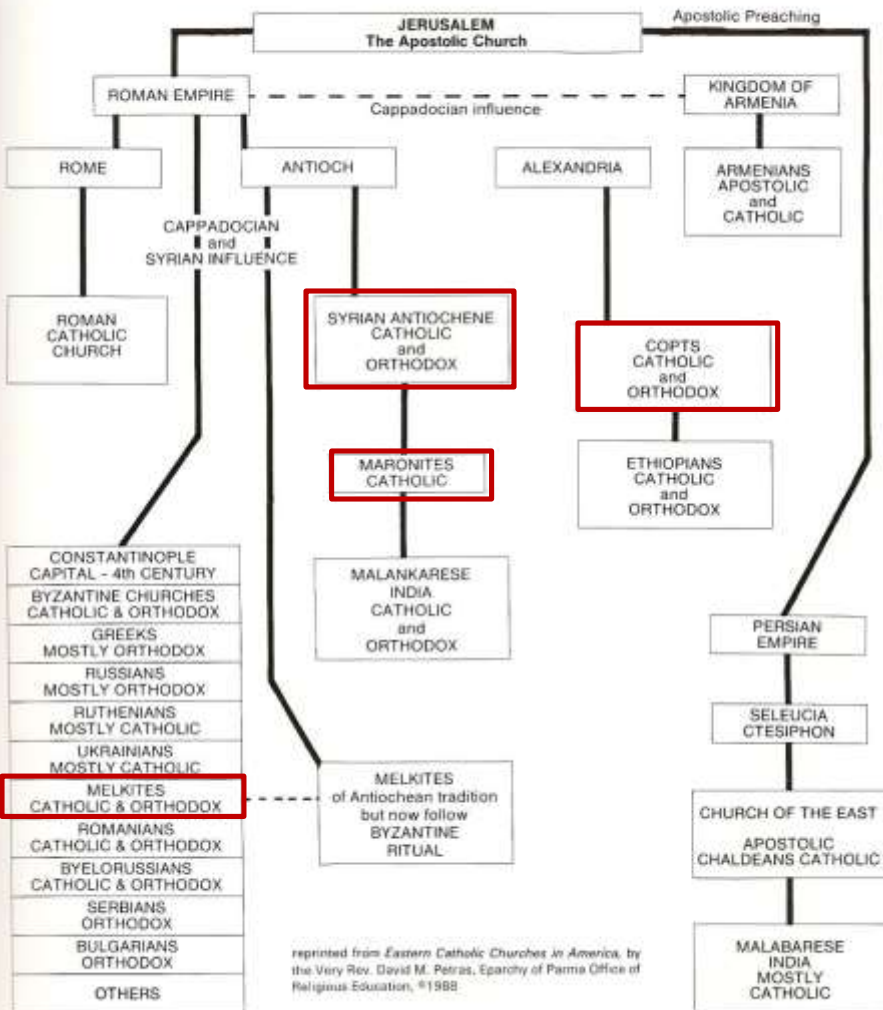 JERUSALEM
The Apostolic Church
Apostolic Preaching
ROMAN EMPIRE
Cappadocian influence
KINGDOM OF
ARMENIA
ROME
ANTIOCH
ALEXANDRIA
ARMENIANS
APOSTOLIC
and
CATHOLIC
CAPPADOCIAN
and
SYRIAN INFLUENCE
ROMAN
CATHOLIC
CHURCH
SYRIAN ANTIOCHENE
CATHOLIC
and
ORTHODOX
COPTS
CATHOLIC
and
ORTHODOX
MARONITES
CATHOLIC
ETHIOPIANS
CATHOLIC
and
ORTHODOX
CONSTANTINOPLE
CAPITAL - 4th CENTURY
BYZANTINE CHURCHES
CATHOLIC & ORTHODOX
GREEKS
MOSTLY ORTHODOX
RUSSIANS
MOSTLY ORTHODOX
RUTHENIANS
MOSTLY CATHOLIC
UKRAINIANS
MOSTLY CATHOLIC
MELKITES
CATHOLIC & ORTHODOX
ROMANIANS
CATHOLIC & ORTHODOX
BYELORUSSIANS
CATHOLIC & ORTHODOX
SERBIANS
ORTHODOX
BULGARIANS
ORTHODOX
OTHERS
MALANKARESE
INDIA
CATHOLIC
and
ORTHODOX
MELKITES
of Antiochean tradition
but now follow
BYZANTINE
RITUAL
PERSIAN
EMPIRE
SELEUCIA
CTESIPHON
CHURCH OF THE EAST
APOSTOLIC
CHALDEANS CATHOLIC
MALABARESE
INDIA
MOSTLY
CATHOLIC
reprinted from Eastern Catholic Churches in America, by
the Very Rev. David M. Petras, Eparchy of Parma Office of
Religious Education, ©1988